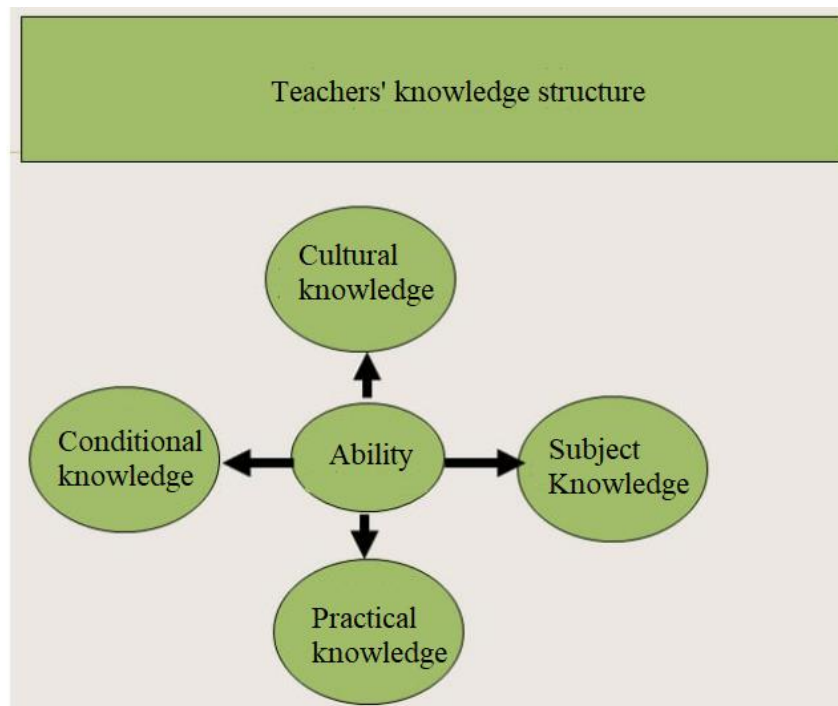 Teachers' knowledge structure
Cultural
knowledge
Conditional
knowledge
Ability
Subject
Knowledge
Practical
knowledge